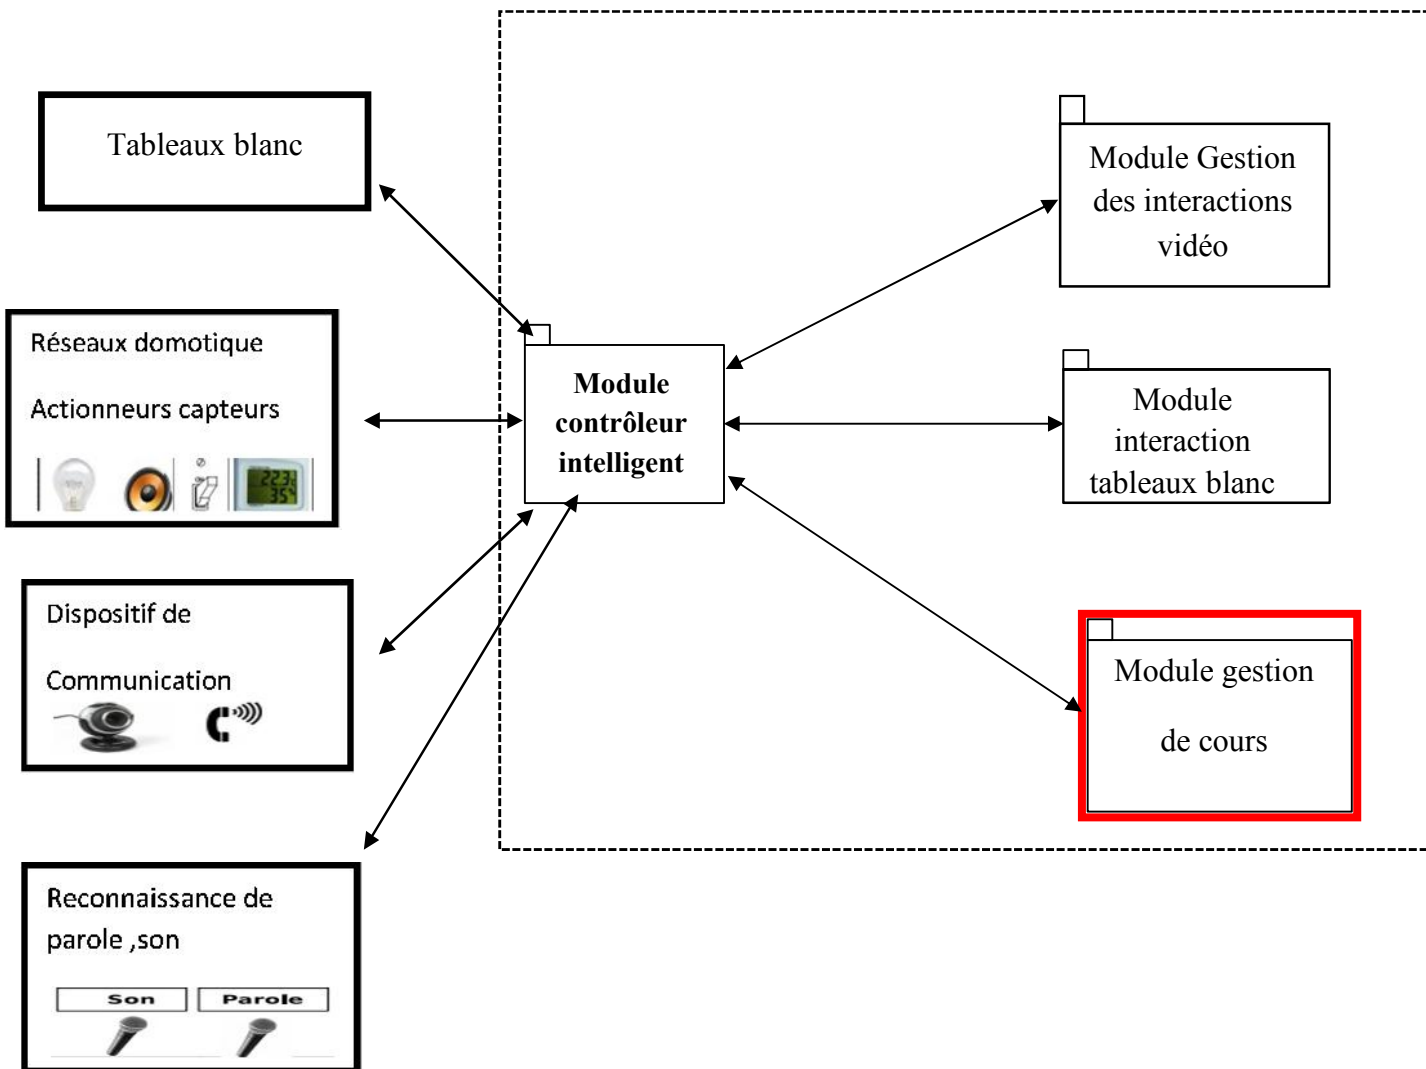 Tableaux blanc
Réseaux domotique
Actionneurs capteurs
Dispositif de
Communication
Reconnaissance de
parole ,son
Son
Parole
Module
contrôleur
intelligent
Module Gestion
des interactions
vidéo
Module
interaction
tableaux blanc
Module gestion
de cours